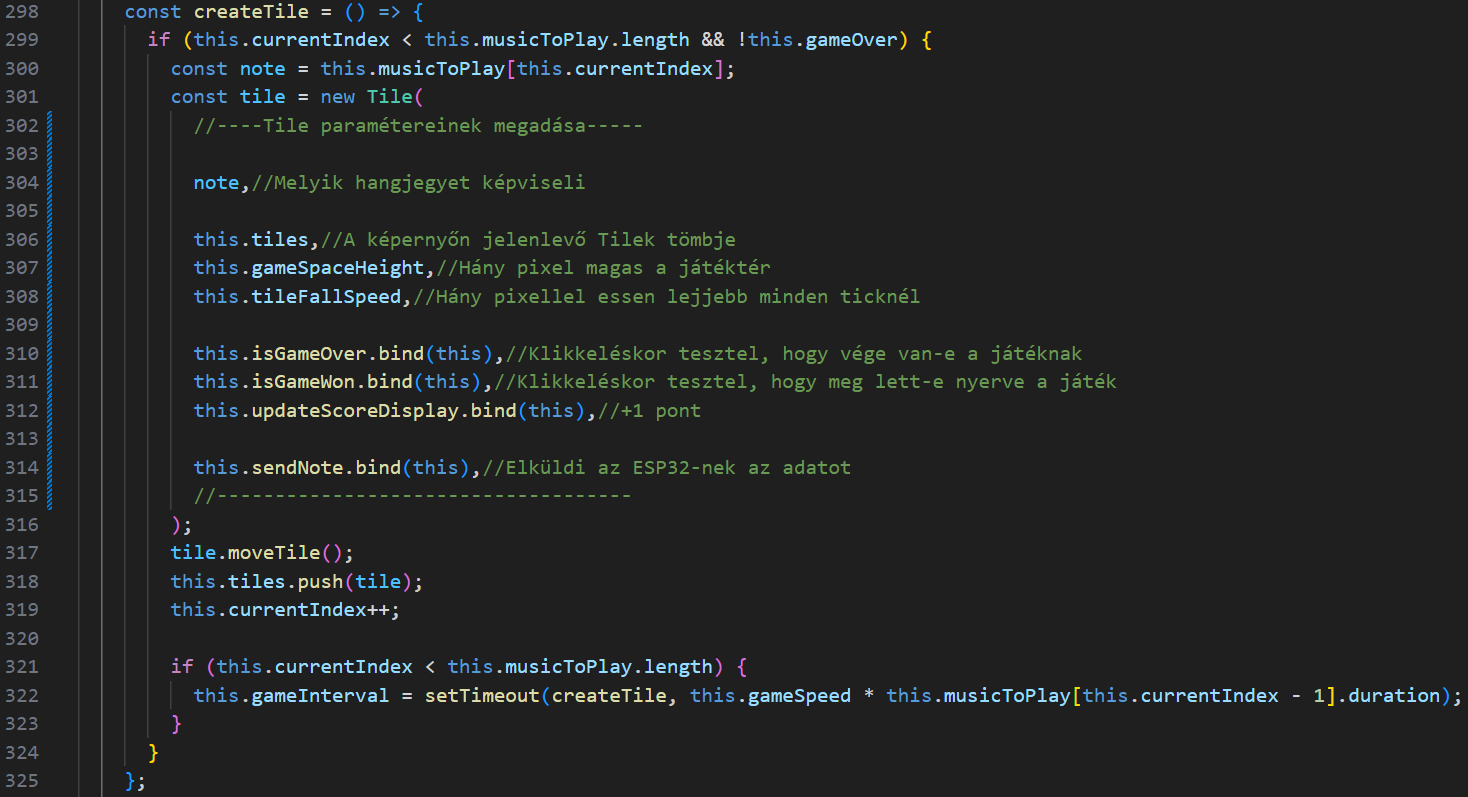 298 const createTile = () => {
299 if (this.currentIndex < this.musicToPlay.length && !this.gameOver) {
300 const note = this.musicToPlay[this.currentIndex];
301 const tile = new Tile(
302 //----Tile paramétereinek megadása-----
303
304 note,//Melyik hangjegyet képviseli
305
306 this.tiles,//A képernyőn jelenlevő Tilek tömbje
307 this.gameSpaceHeight,//Hány pixel magas a játéktér
308 this.tileFallSpeed,//Hány pixellel essen lejjebb minden ticknél
309
310 this.isGameOver.bind(this),//Klikkeléskor tesztel, hogy vége van-e a játéknak
311 this.isGameWon.bind(this),//Klikkeléskor tesztel, hogy meg lett-e nyerve a játék
312 this.updateScoreDisplay.bind(this),//+1 pont
313
314 this.sendNote.bind(this),//Elküldi az ESP32-nek az adatot
315 //------------------------------------
316 );
317 tile.moveTile();
318 this.tiles.push(tile);
319 this.currentIndex++;
320
321 if (this.currentIndex < this.musicToPlay.length) {
322 this.gameInterval = setTimeout(createTile, this.gameSpeed * this.musicToPlay[this.currentIndex - 1].duration);
323 }
324 }
325 };